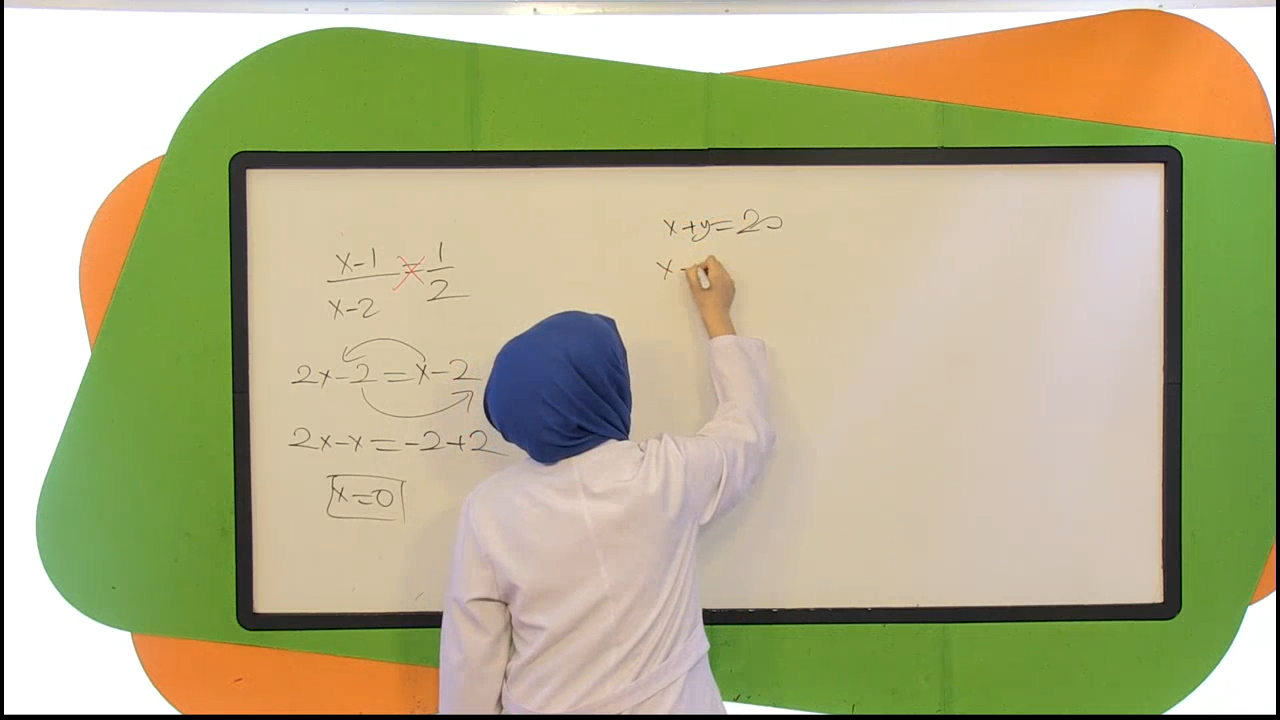 x-1/x-2 = 1/2
2x-2=x-2
2x-x=-2+2
x=0
x+y=20
x-